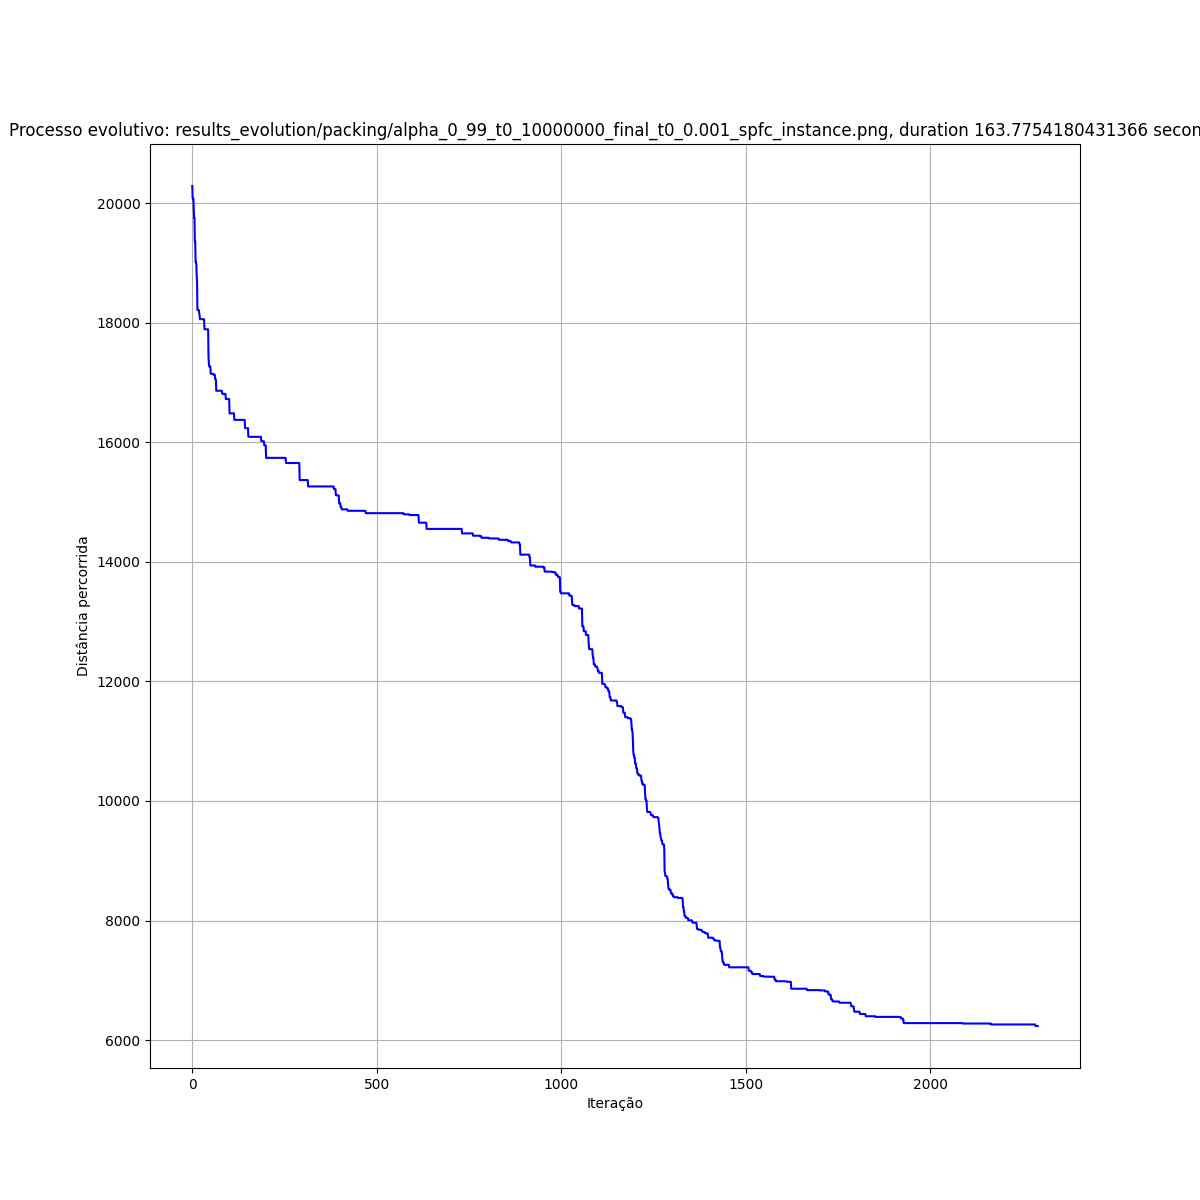 Processo evolutivo: results_evolution/packing/alpha_0_99_t0_10000000_final_t0_0.001_spfc_instance.png, duration 163.7754180431366 secon
20000
18000
16000
14000
12000
10000
8000
6000
Distância percorrida
0 500 1000 1500 2000
Iteração